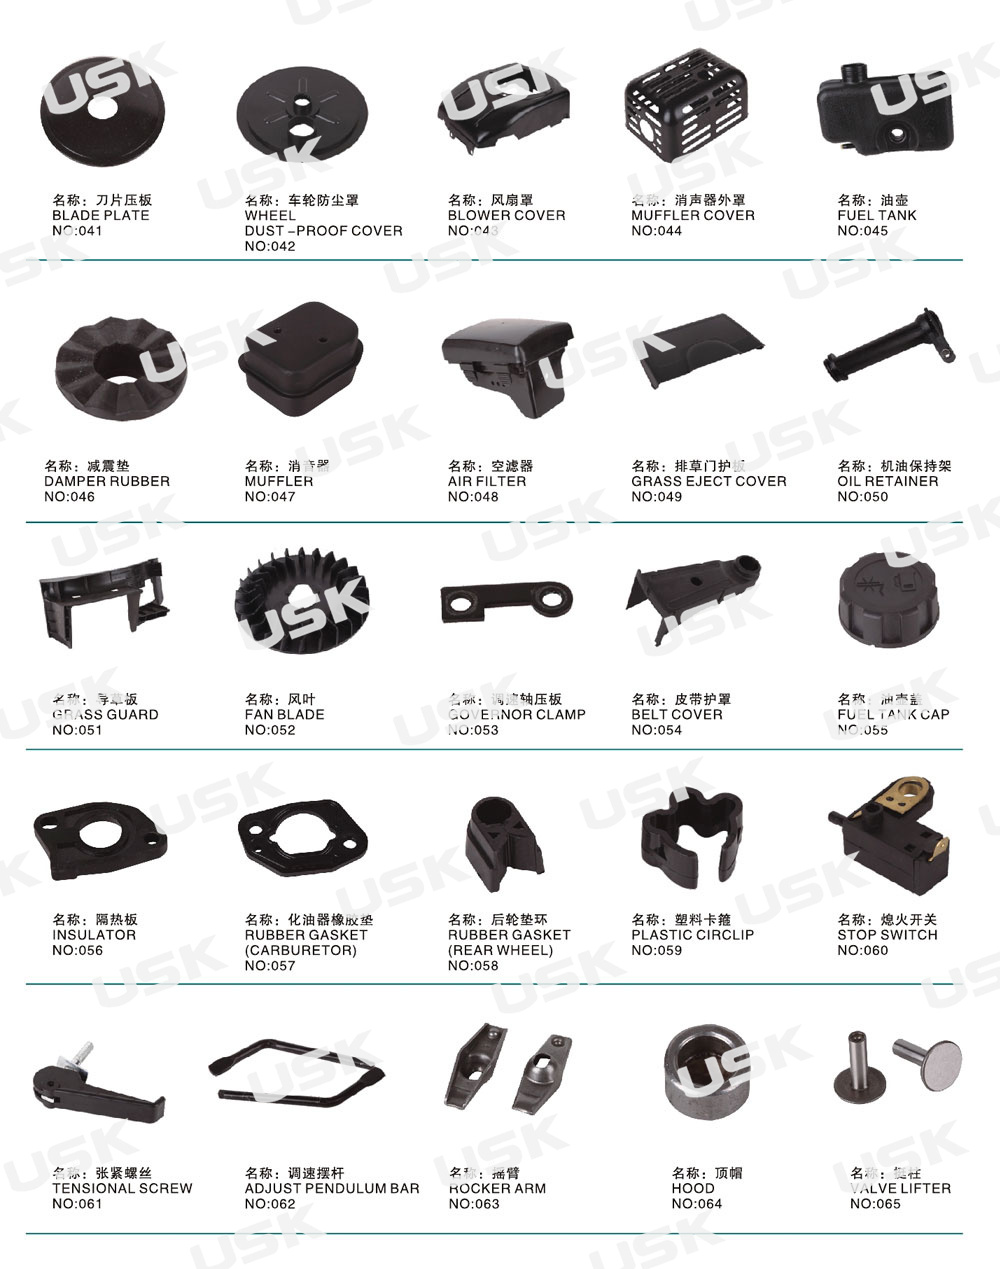 名称：刀片压板
BLADE PLATE
NO:041
名称：车轮防尘罩
WHEEL
DUST -PROOF COVER
NO:042
名称：风扇罩
BLOWER COVER
NO:043
名称：消声器外罩
MUFFLER COVER
NO:044
名称：油壶
FUEL TANK
NO:045
名称：减震垫
DAMPER RUBBER
NO:046
名称：消音器
MUFFLER
NO:047
名称：空滤器
AIR FILTER
NO:048
名称：排草门护板
GRASS EJECT COVER
NO:049
名称：机油保持架
OIL RETAINER
NO:050
名称：导草板
GRASS GUARD
NO:051
名称：风叶
FAN BLADE
NO:052
名称：调速轴压板
GOVERNOR CLAMP
NO:053
名称：皮带护罩
BELT COVER
NO:054
名称：油壶盖
FUEL TANK CAP
NO:055
名称：隔热板
INSULATOR
NO:056
名称：化油器橡胶垫
RUBBER GASKET
(CARBURETOR)
NO:057
名称：后轮垫环
RUBBER GASKET
(REAR WHEEL)
NO:058
名称：塑料卡箍
PLASTIC CIRCLIP
NO:059
名称：熄火开关
STOP SWITCH
NO:060
名称：张紧螺丝
TENSIONAL SCREW
NO:061
名称：调速摆杆
ADJUST PENDULUM BAR
NO:062
名称：摇臂
ROCKER ARM
NO:063
名称：顶帽
HOOD
NO:064
名称：挺柱
VALVE LIFTER
NO:065
USK